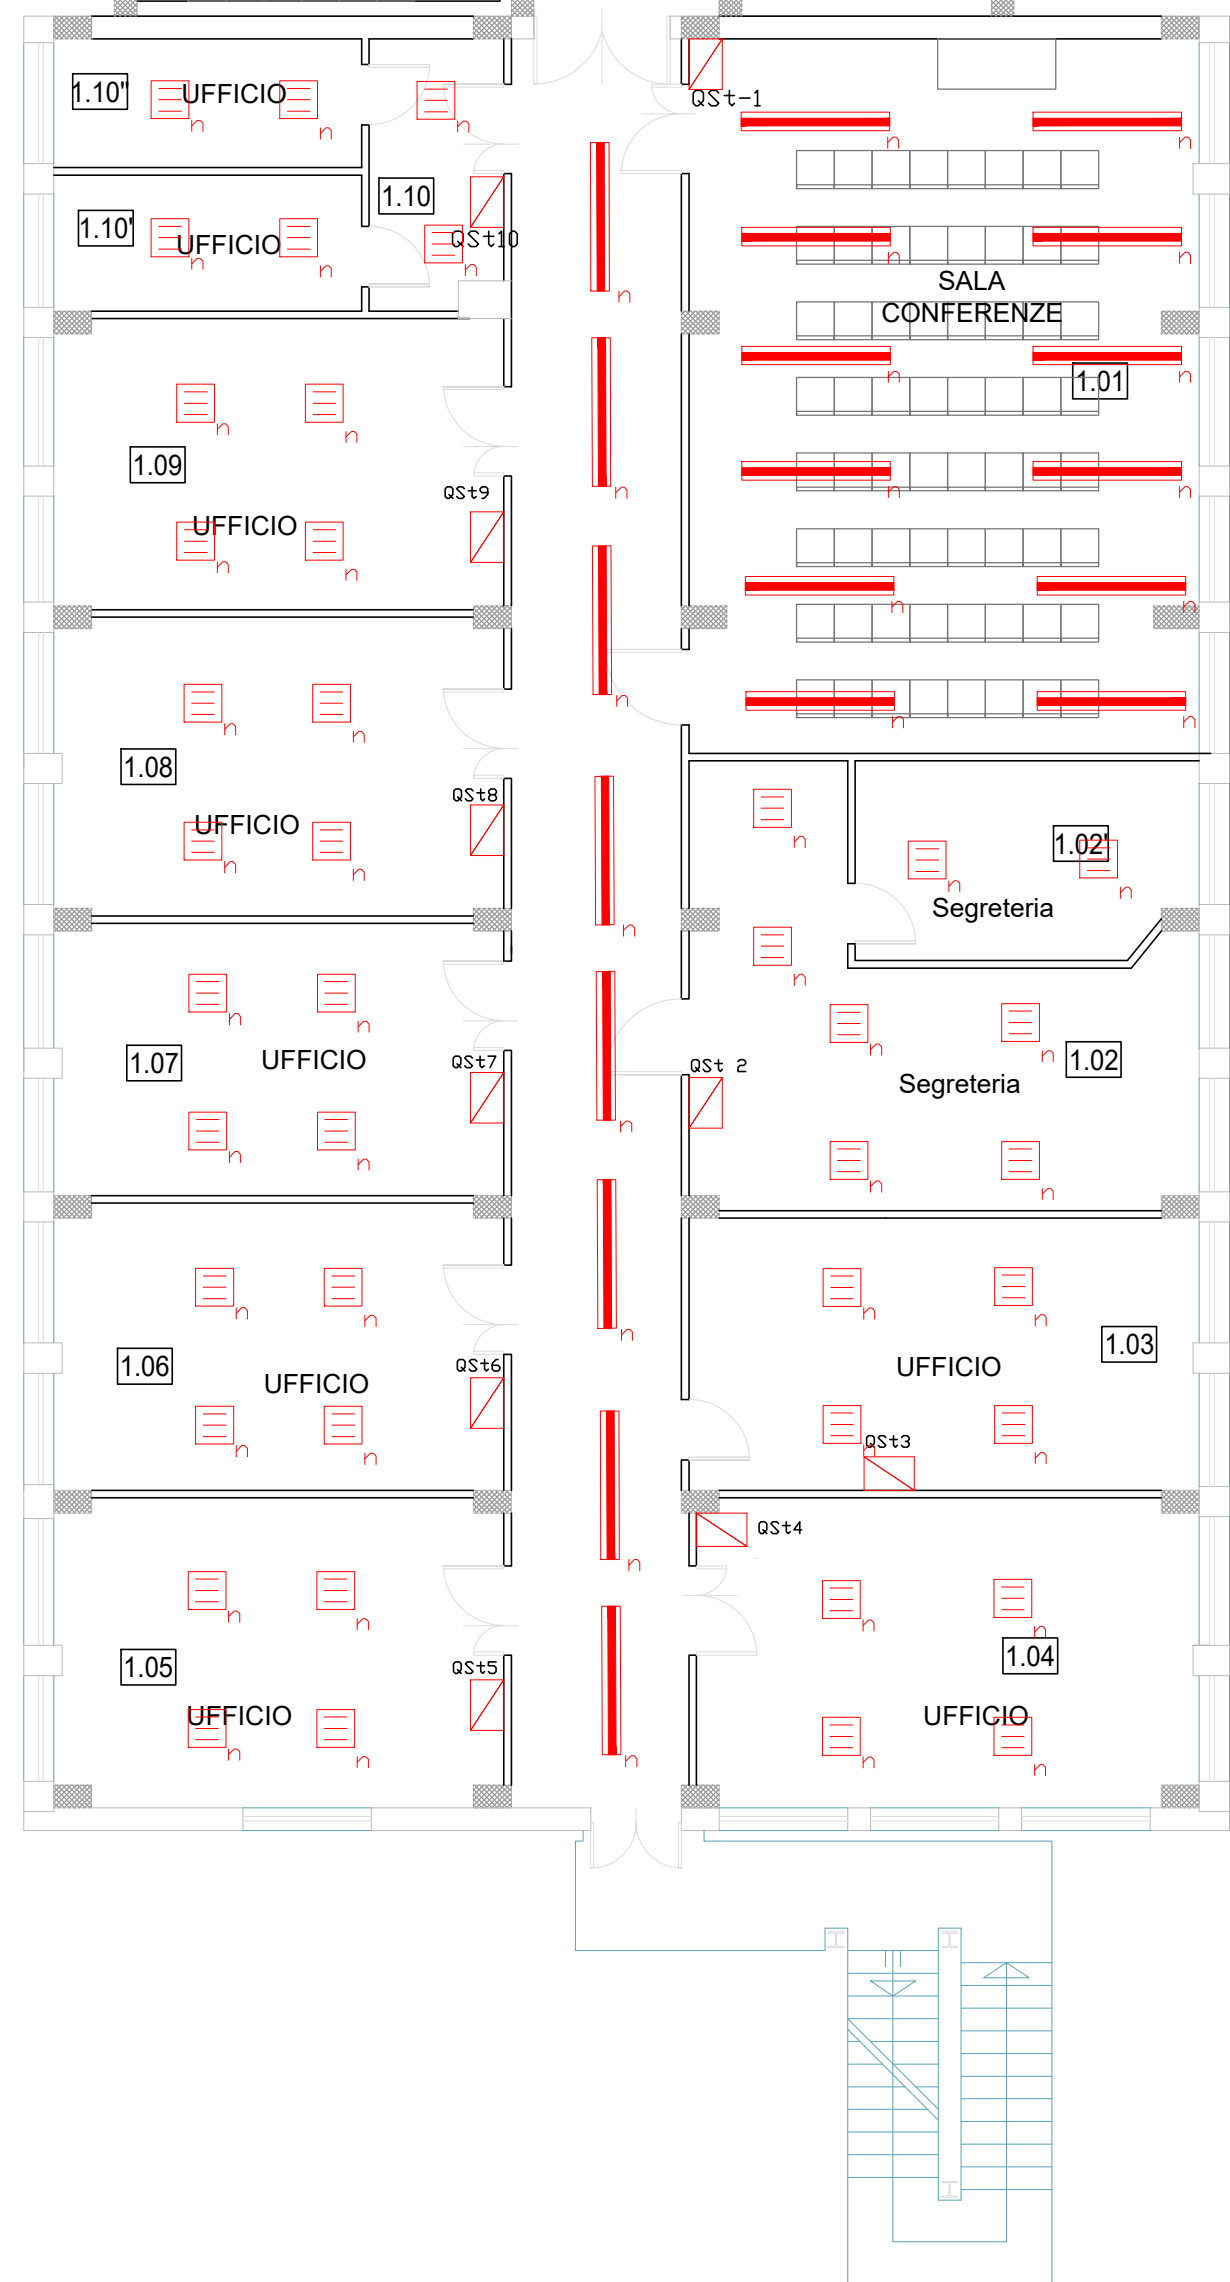 1.10"
UFFICIO
n
n
n
QSt-1
n
n
1.10
1.10'
UFFICIO
n
n
QSt10
n
n
n
n
SALA
CONFERENZE
1.01
n
n
n
n
1.09
QSt9
UFFICIO
n
n
n
n
n
n
n
1.08
QSt8
UFFICIO
n
n
n
n
n
n
n
n
1.02'
n
n
Segreteria
n
n
1.07
UFFICIO
QSt7
n
n
n
n
n
QSt 2
n
n
1.02
Segreteria
n
n
1.06
UFFICIO
QSt6
n
n
n
n
n
n
n
1.03
UFFICIO
n
n
QSt3
QSt4
n
1.05
QSt5
UFFICIO
n
n
n
n
n
n
n
1.04
UFFICIO
n
n
H
H
H